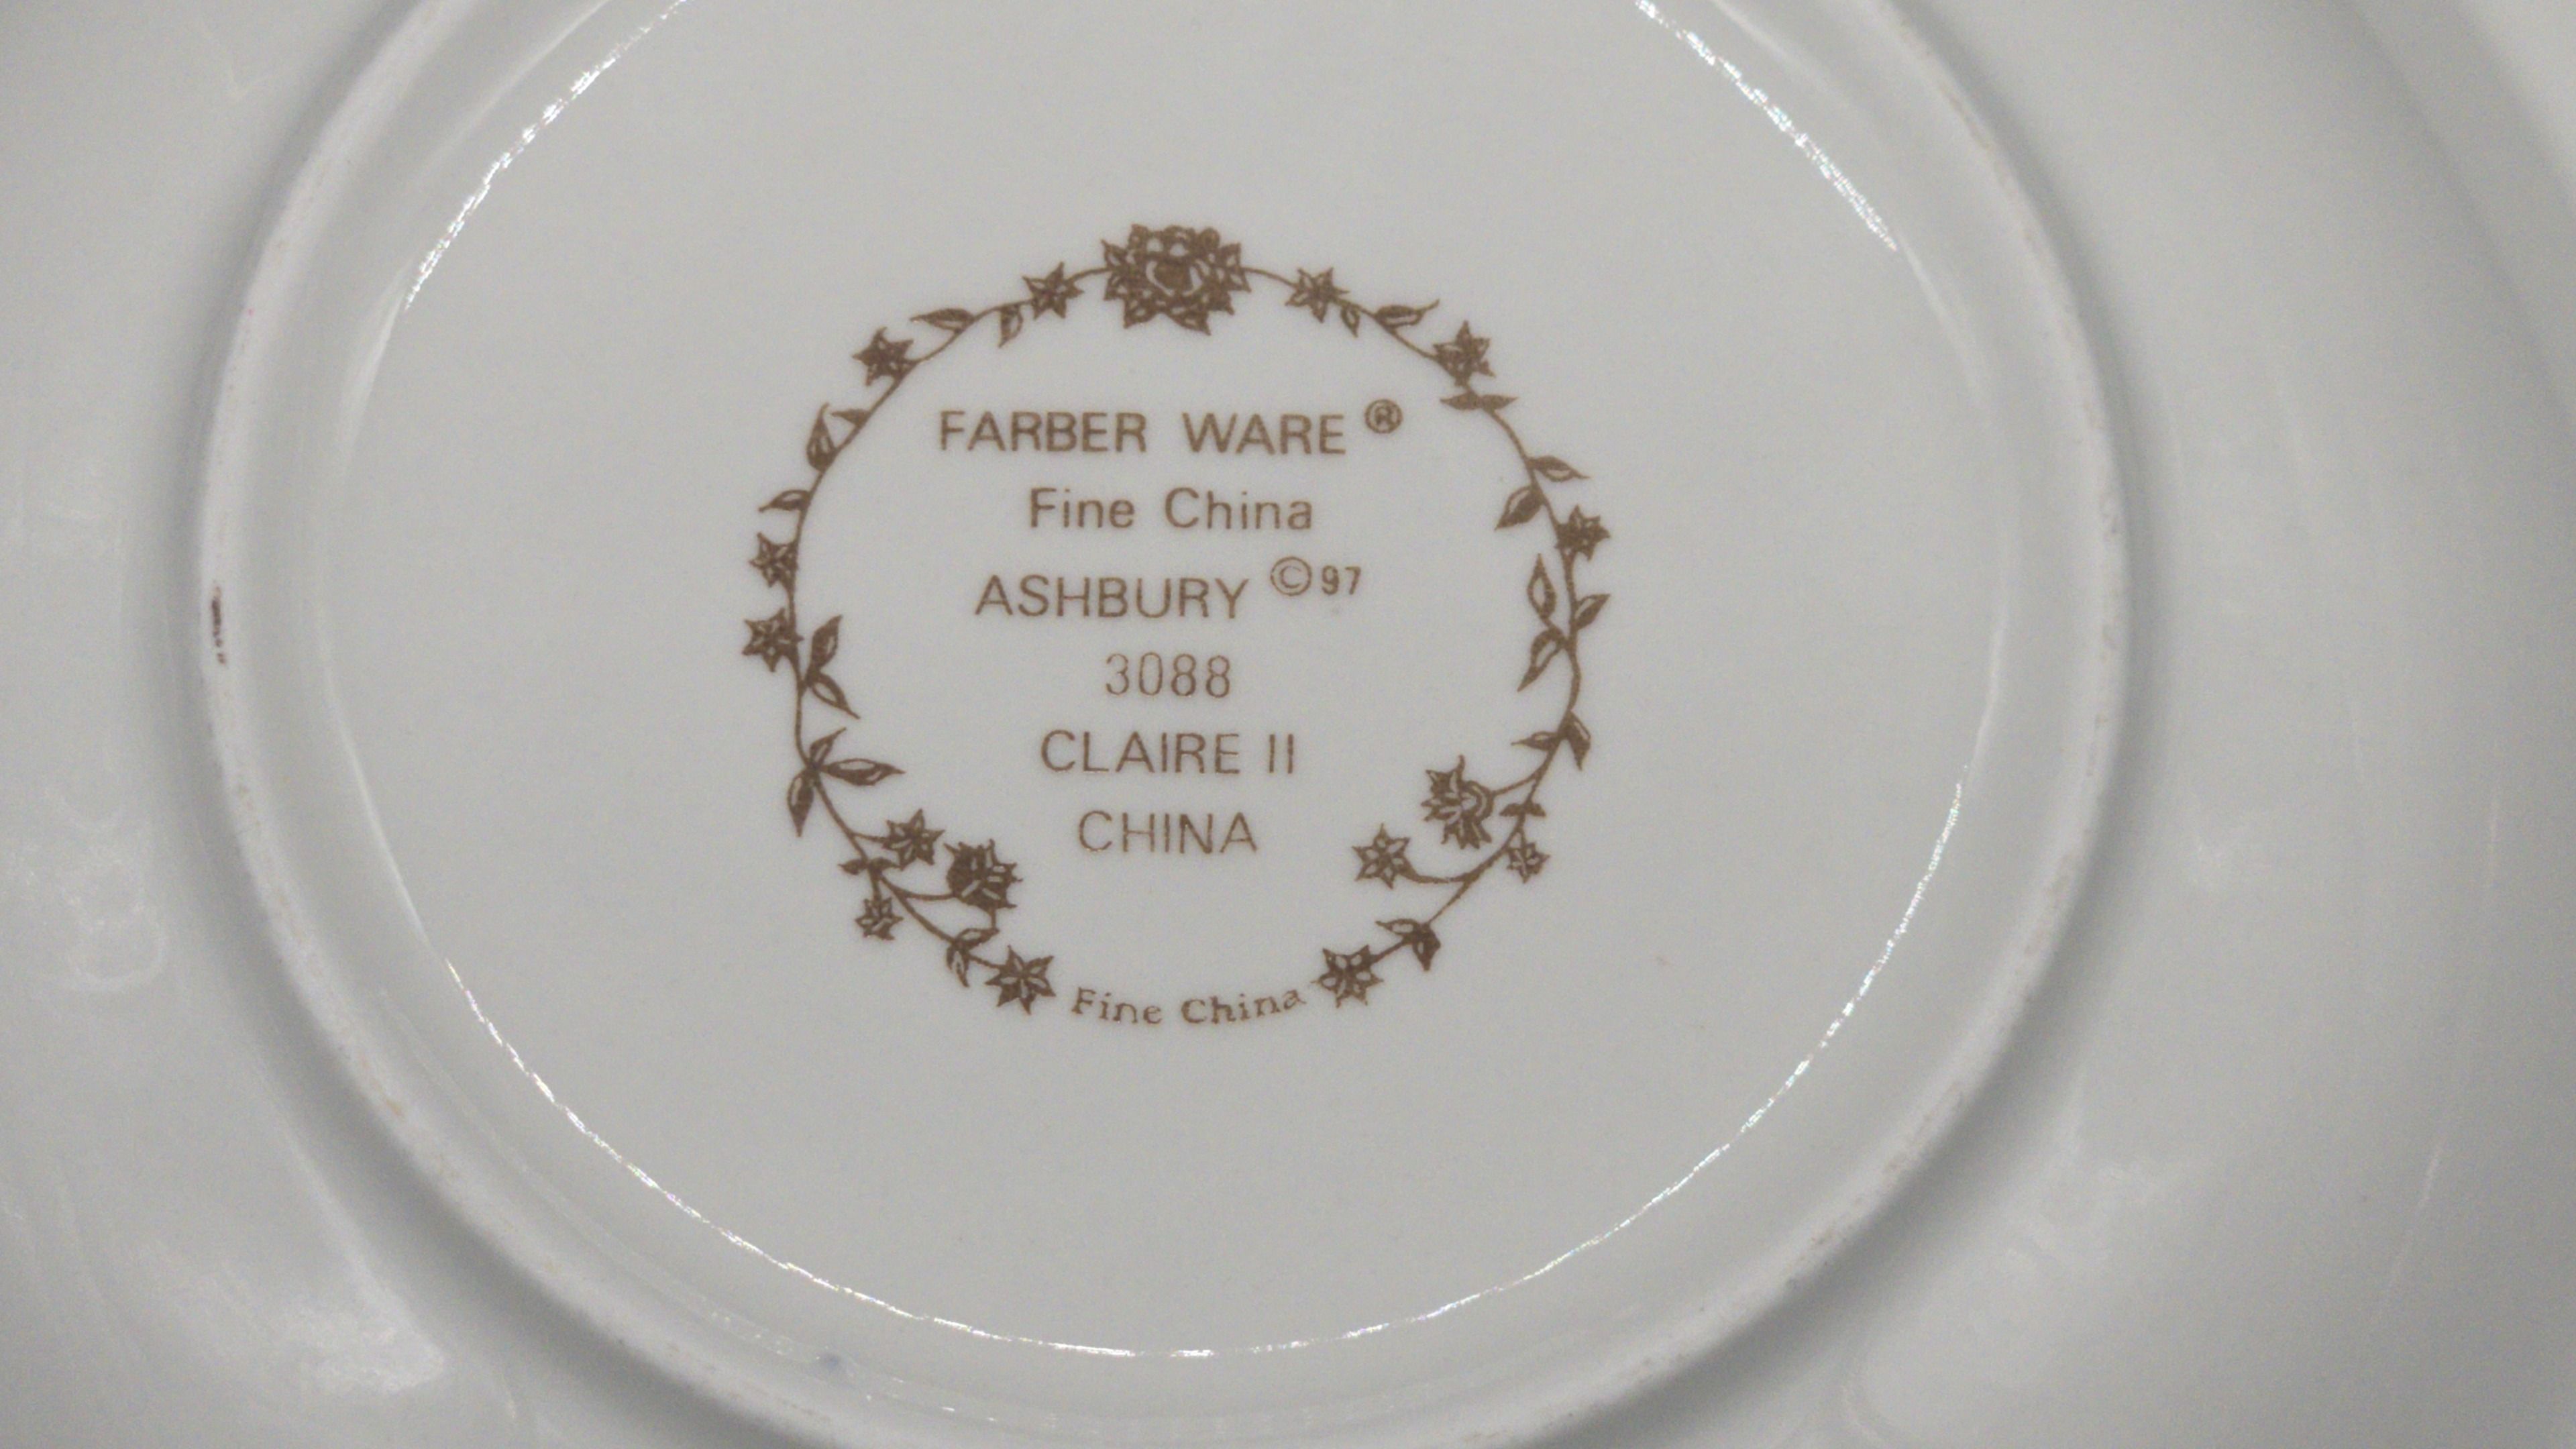 FARBER WARE ®
Fine China
ASHBURY ©97
3088
CLAIRE II
CHINA
Fine China